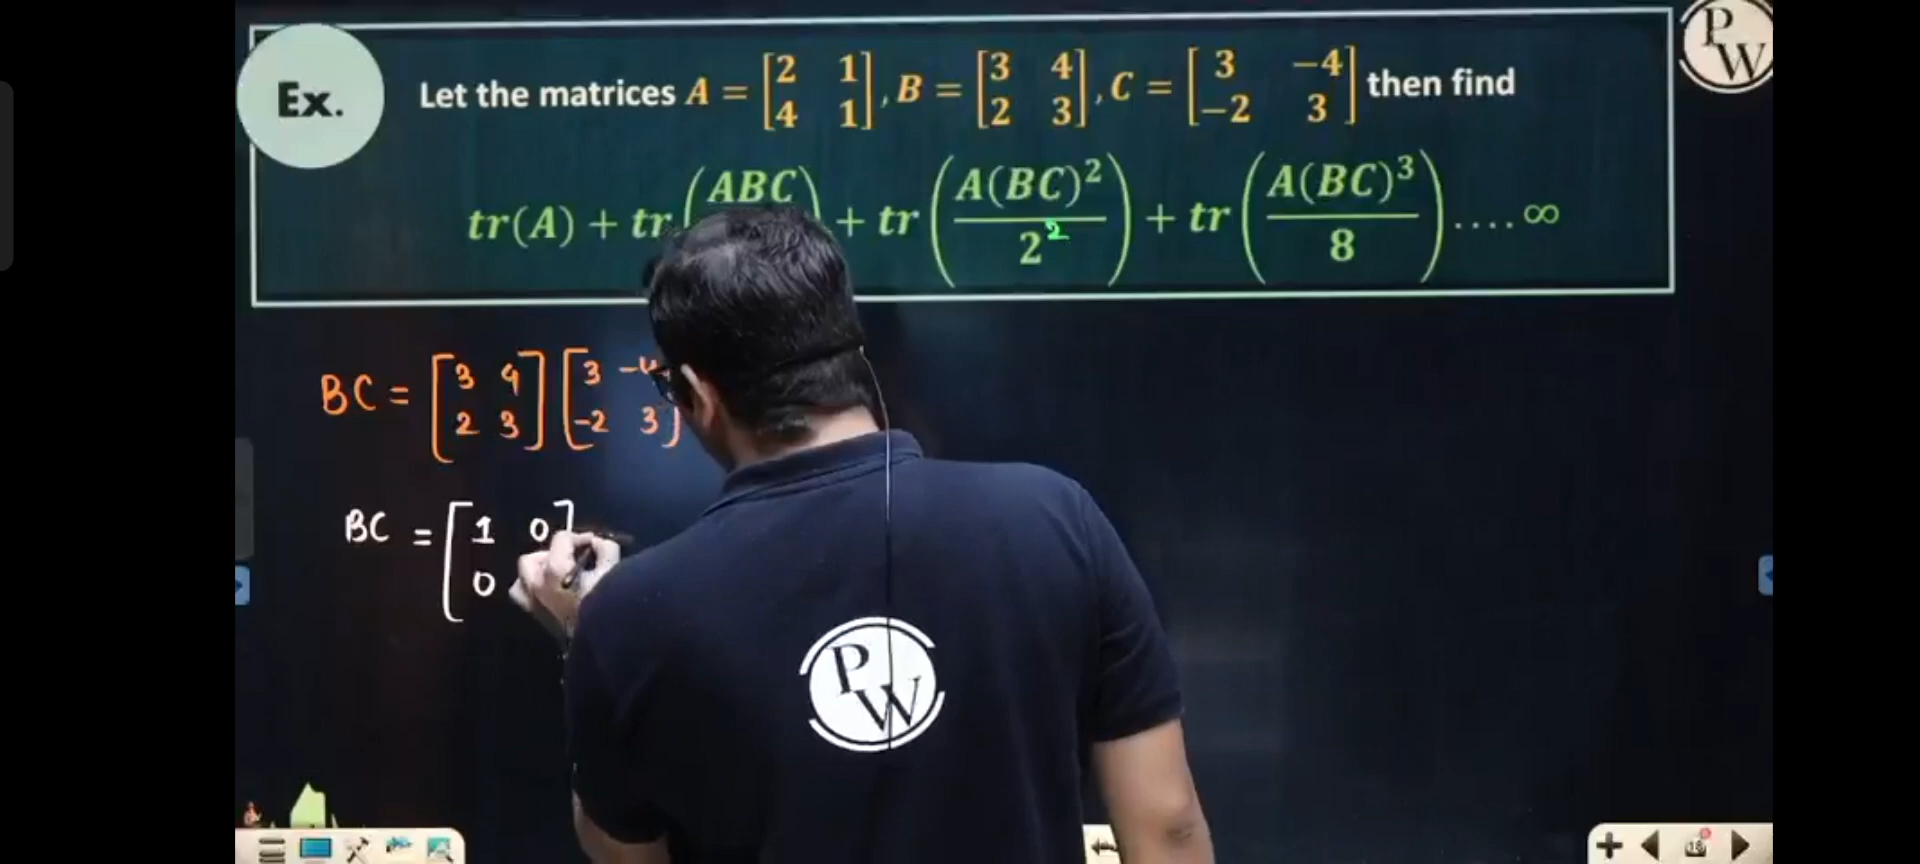 Ex.
Let the matrices A = [2 1; 4 1], B = [3 4; 2 3], C = [3 −4; −2 3] then find
tr(A) + tr(ABC) + tr(A(BC)²/2²) + tr(A(BC)³/8) .... ∞
BC = [3 4; 2 3] [3 -4; -2 3]
BC = [1 0; 0
PW
PW
18